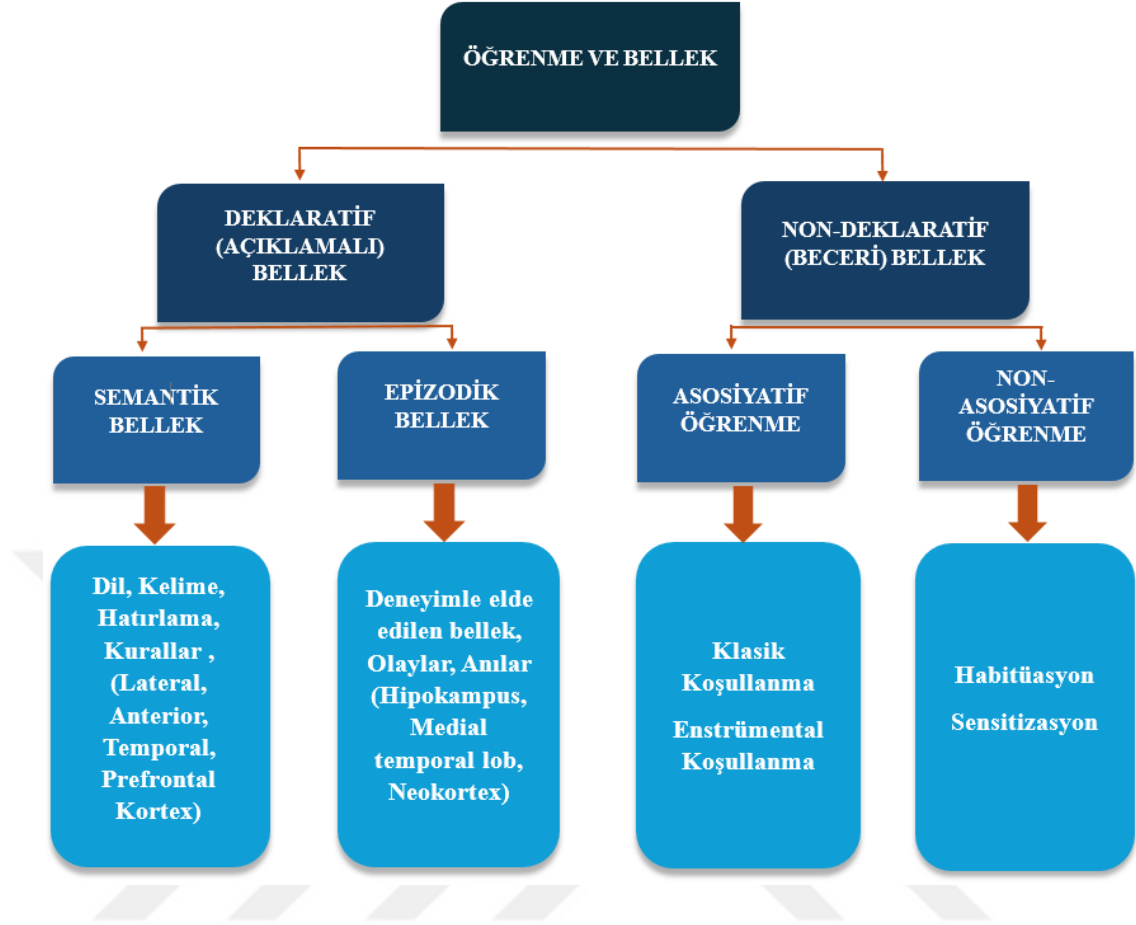 ÖĞRENME VE BELLEK
DEKLARATİF
(AÇIKLAMALI)
BELLEK
NON-DEKLARATİF
(BECERİ) BELLEK
SEMANTİK
BELLEK
EPİZODİK
BELLEK
ASOSİYATİF
ÖĞRENME
NON-
ASOSİYATİF
ÖĞRENME
Dil, Kelime,
Hatırlama,
Kurallar ,
(Lateral,
Anterior,
Temporal,
Prefrontal
Kortex)
Deneyimle elde
edilen bellek,
Olaylar, Anılar
(Hipokampus,
Medial
temporal lob,
Neokortex)
Klasik
Koşullanma
Enstrümental
Koşullanma
Habitüasyon
Sensitizasyon